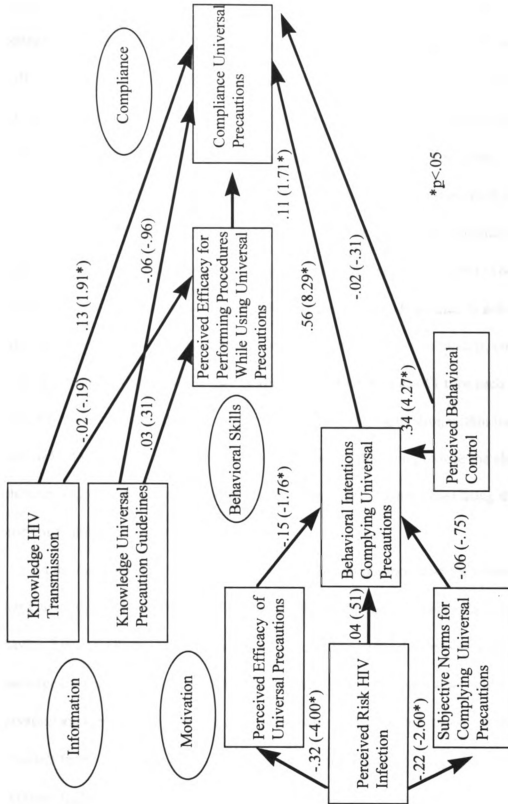 Information
Knowledge HIV
Transmission
Knowledge Universal
Precaution Guidelines
.13 (1.91*)
-.02 (-.19)
-.06 (-.96)
.03 (.31)
Compliance
Compliance Universal
Precautions
Perceived Efficacy for
Performing Procedures
While Using Universal
Precautions
Behavioral Skills
.11 (1.71*)
Motivation
Perceived Efficacy of
Universal Precautions
-.15 (-1.76*)
.56 (8.29*)
-.32 (-4.00*)
Perceived Risk HIV
Infection
.04 (.51)
Behavioral Intentions
Complying Universal
Precautions
-.02 (-.31)
-.22 (-2.60*)
.34 (4.27*)
Subjective Norms for
Complying Universal
Precautions
-.06 (-.75)
Perceived Behavioral
Control
*p<.05